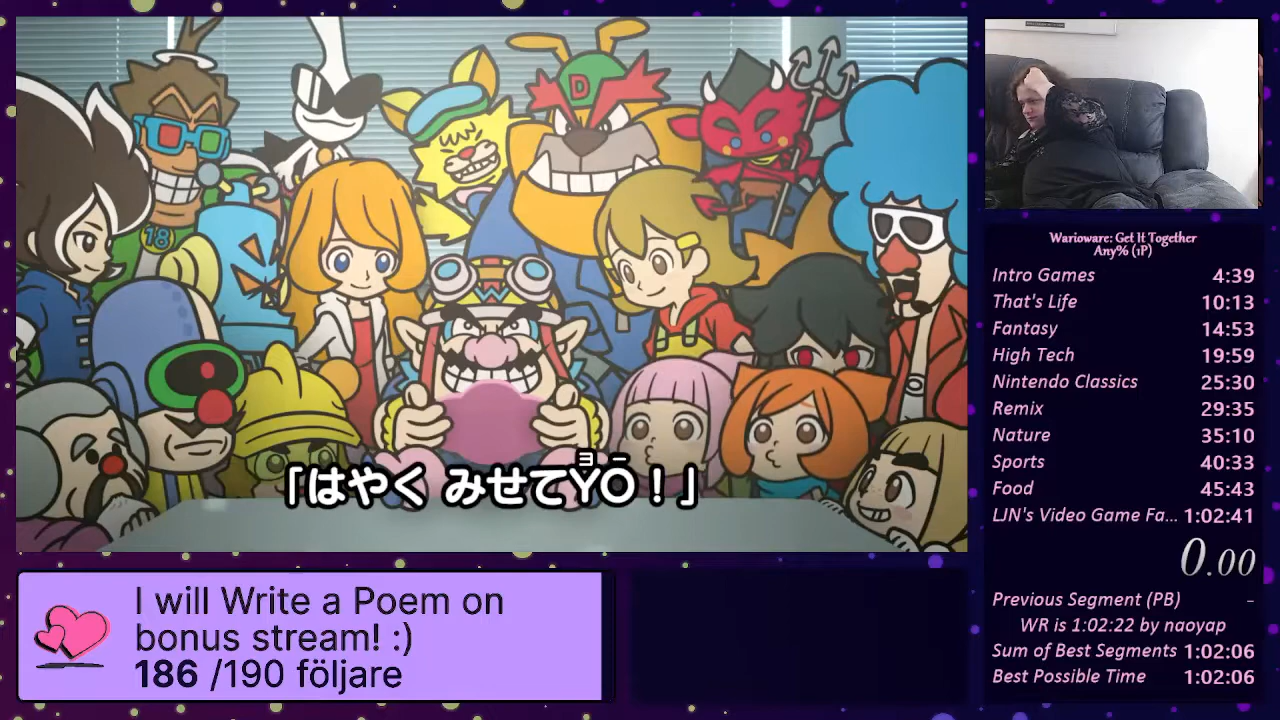 D
18
W
ヨー
「はやく みせてYŌ！」
I will Write a Poem on
bonus stream! :)
186 /190 följare
Warioware: Get It Together
Any% (1P)
Intro Games 4:39
That's Life 10:13
Fantasy 14:53
High Tech 19:59
Nintendo Classics 25:30
Remix 29:35
Nature 35:10
Sports 40:33
Food 45:43
LJN's Video Game Fa... 1:02:41
0.00
Previous Segment (PB) -
WR is 1:02:22 by naoyap
Sum of Best Segments 1:02:06
Best Possible Time 1:02:06